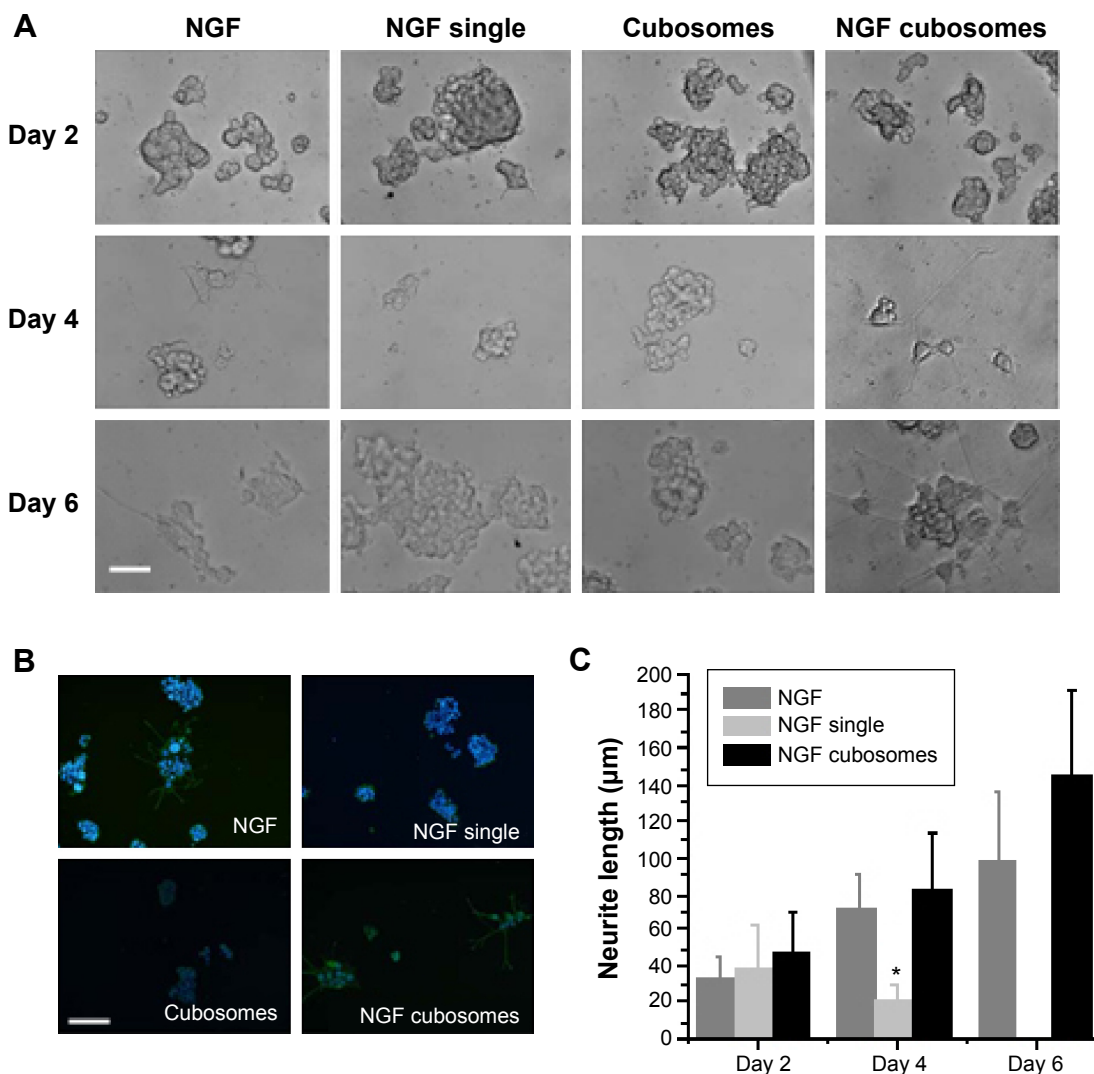 A
NGF
NGF single
Cubosomes
NGF cubosomes
Day 2
Day 4
Day 6
B
NGF
NGF single
Cubosomes
NGF cubosomes
C
Neurite length (µm)
200
180
160
140
120
100
80
60
40
20
0
NGF
NGF single
NGF cubosomes
*
Day 2
Day 4
Day 6